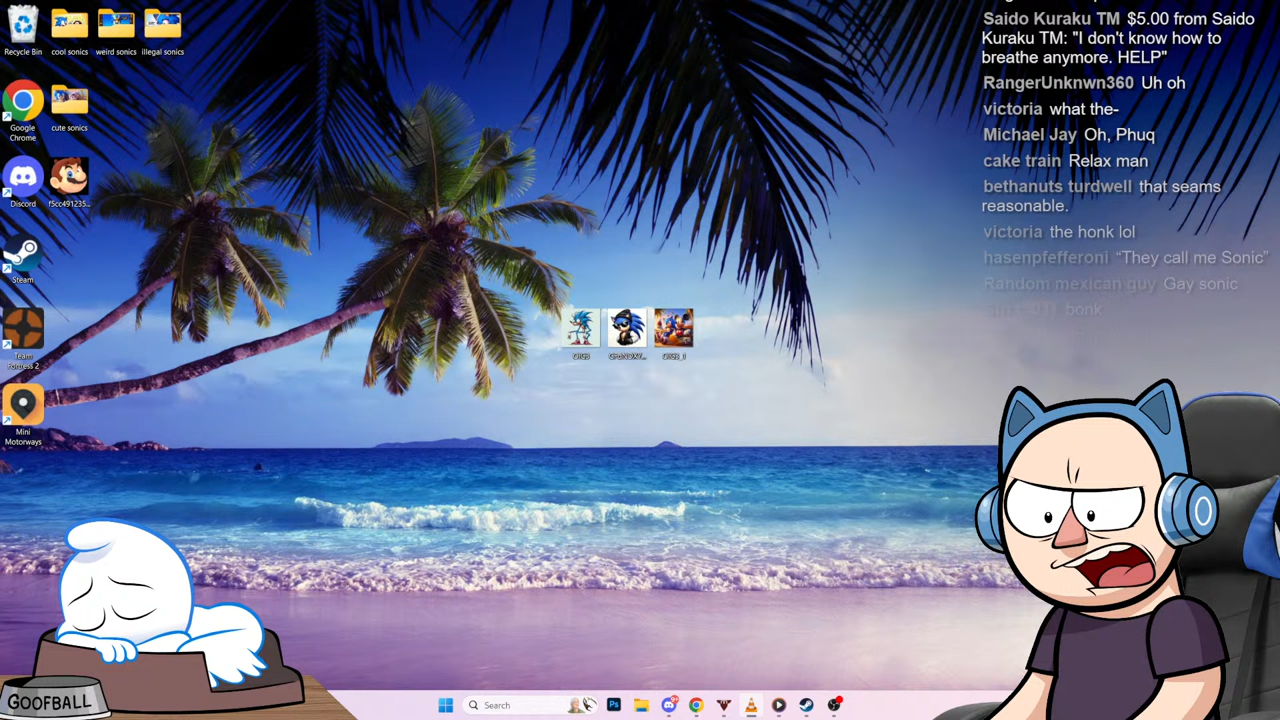 Saido Kuraku TM $5.00 from Saido
Kuraku TM: "I don't know how to
breathe anymore. HELP"
RangerUnknwn360 Uh oh
victoria what the-
Michael Jay Oh, Phuq
cake train Relax man
bethanuts turdwell that seams
reasonable.
victoria the honk lol
hasenpfefferoni “They call me Sonic”
Random mexican guy Gay sonic
bonk
Recycle Bin
cool sonics
weird sonics
illegal sonics
Google
Chrome
cute sonics
Discord
f5cc491235...
Steam
Team
Fortress 2
Mini
Motorways
GOOFBALL
Search
Ps